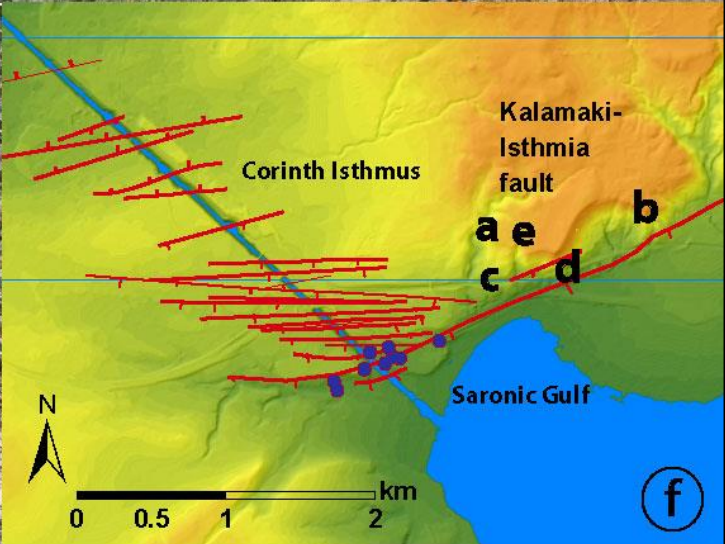 Kalamaki-
Isthmia
fault
Corinth Isthmus
a e b
c d
Saronic Gulf
N
km
0 0.5 1 2
f